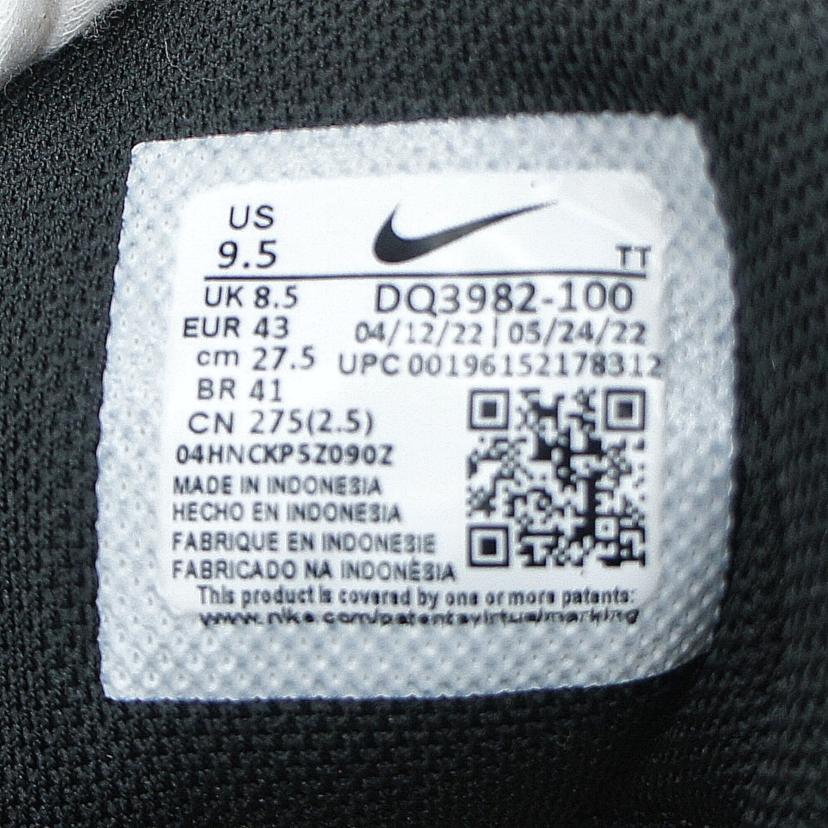 US
9.5
TT
UK 8.5
DQ3982-100
EUR 43
04/12/22 | 05/24/22
cm 27.5
UPC 00196152178312
BR 41
CN 275(2.5)
04HNCKP5Z090Z
MADE IN INDONESIA
HECHO EN INDONESIA
FABRIQUE EN INDONESIE
FABRICADO NA INDONÉSIA
This product is covered by one or more patents:
www.nike.com/patentsvirtualmarking